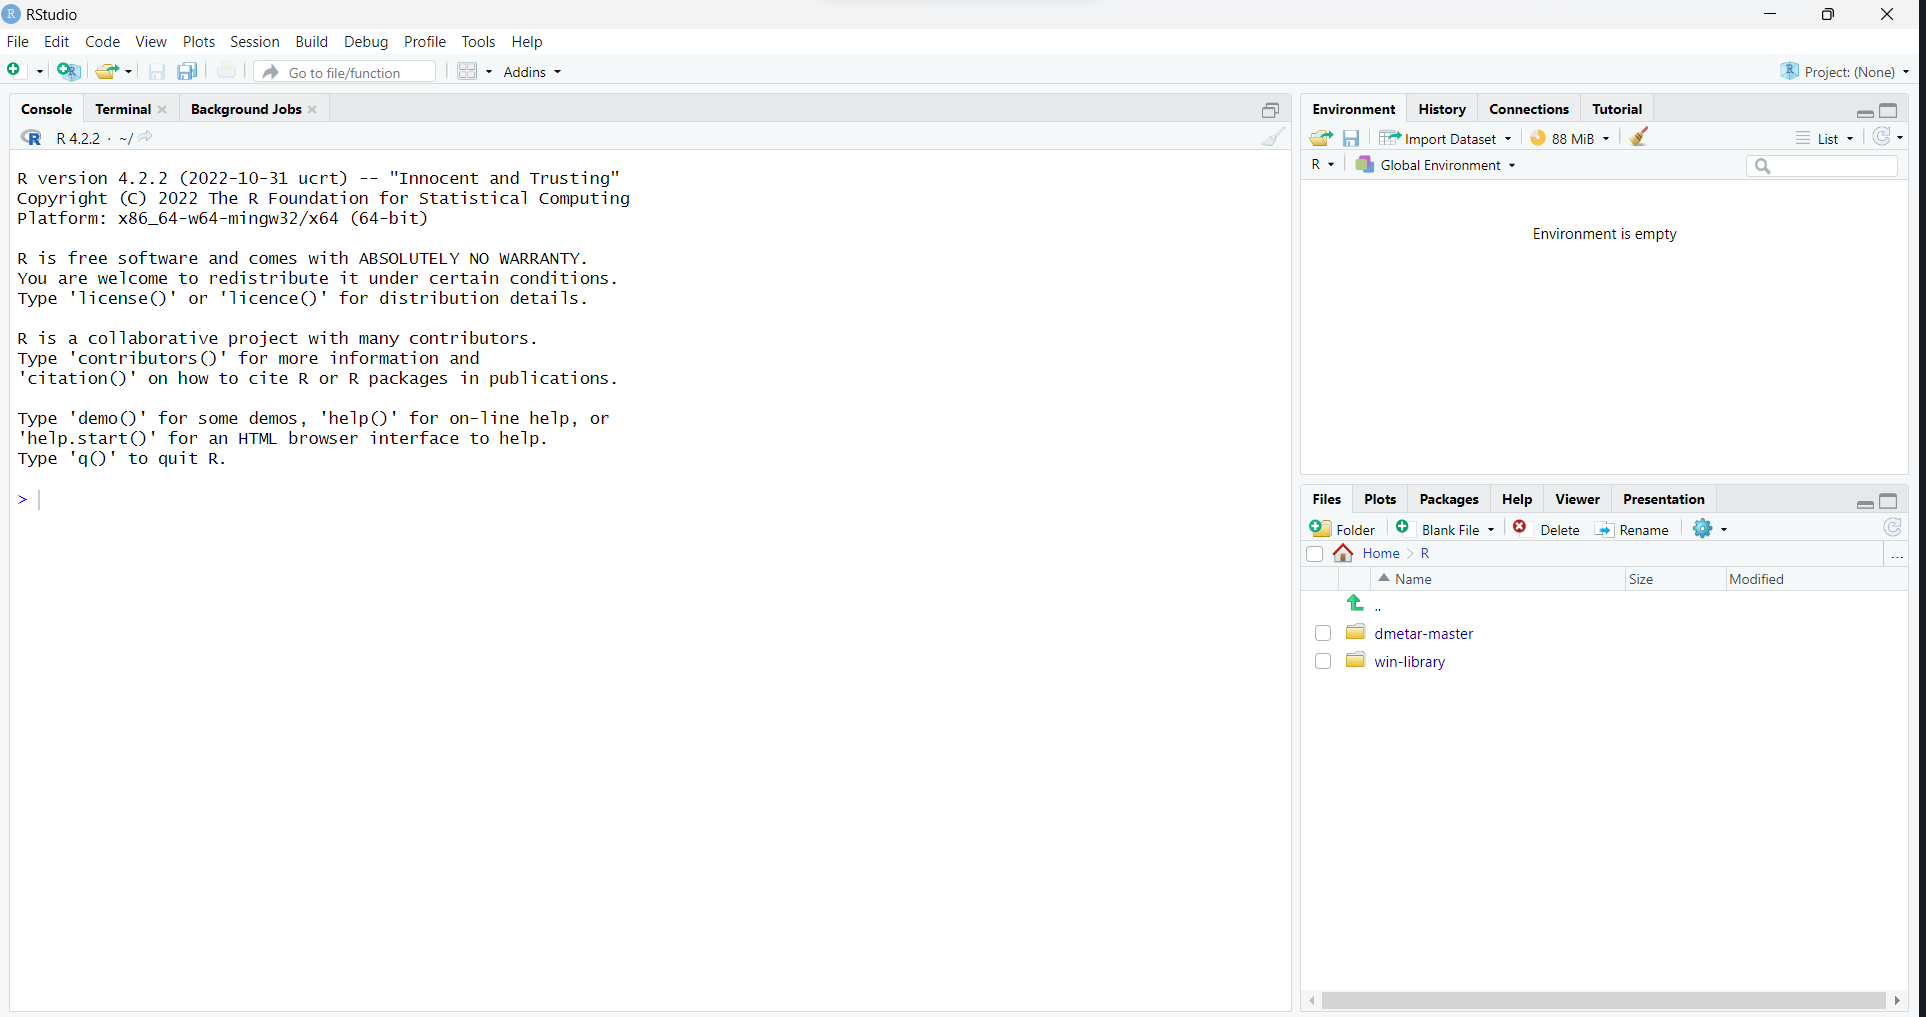 RStudio
File Edit Code View Plots Session Build Debug Profile Tools Help
Go to file/function Addins Project: (None)
Console Terminal Background Jobs
R 4.2.2 · ~/
R version 4.2.2 (2022-10-31 ucrt) -- "Innocent and Trusting"
Copyright (C) 2022 The R Foundation for Statistical Computing
Platform: x86_64-w64-mingw32/x64 (64-bit)
R is free software and comes with ABSOLUTELY NO WARRANTY.
You are welcome to redistribute it under certain conditions.
Type 'license()' or 'licence()' for distribution details.
R is a collaborative project with many contributors.
Type 'contributors()' for more information and
'citation()' on how to cite R or R packages in publications.
Type 'demo()' for some demos, 'help()' for on-line help, or
'help.start()' for an HTML browser interface to help.
Type 'q()' to quit R.
>
Environment History Connections Tutorial
Import Dataset 88 MiB List
R Global Environment
Environment is empty
Files Plots Packages Help Viewer Presentation
Folder Blank File Delete Rename
Home R ...
Name Size Modified
..
dmetar-master
win-library